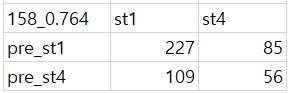 158_0.764 st1 st4
pre_st1 227 85
pre_st4 109 56